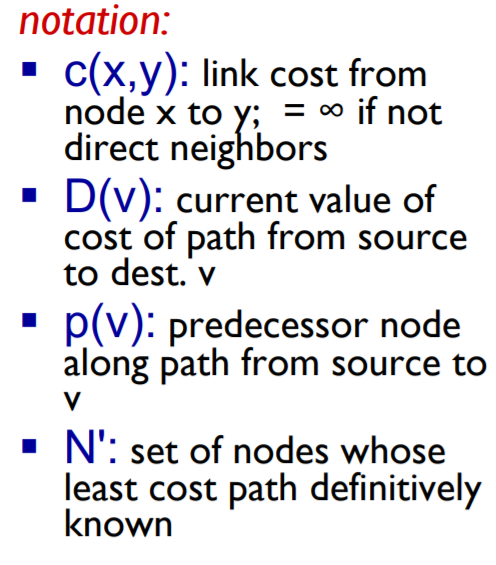 notation:
▪ c(x,y): link cost from
node x to y; = ∞ if not
direct neighbors
▪ D(v): current value of
cost of path from source
to dest. v
▪ p(v): predecessor node
along path from source to
v
▪ N': set of nodes whose
least cost path definitively
known